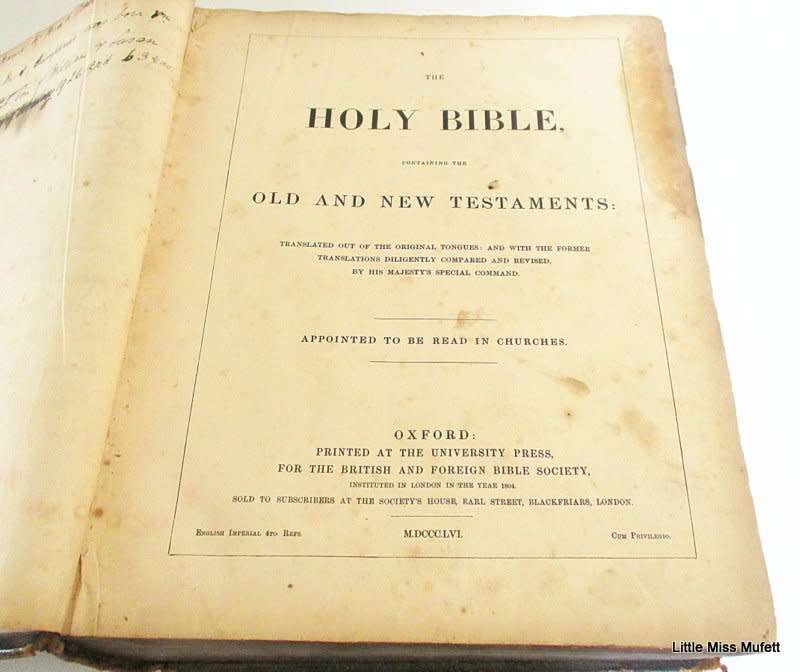 THE
HOLY BIBLE,
CONTAINING THE
OLD AND NEW TESTAMENTS:
TRANSLATED OUT OF THE ORIGINAL TONGUES: AND WITH THE FORMER
TRANSLATIONS DILIGENTLY COMPARED AND REVISED,
BY HIS MAJESTY'S SPECIAL COMMAND.
APPOINTED TO BE READ IN CHURCHES.
OXFORD:
PRINTED AT THE UNIVERSITY PRESS,
FOR THE BRITISH AND FOREIGN BIBLE SOCIETY,
INSTITUTED IN LONDON IN THE YEAR 1804.
SOLD TO SUBSCRIBERS AT THE SOCIETY'S HOUSE, EARL STREET, BLACKFRIARS, LONDON.
ENGLISH IMPERIAL 4TO REFS. M.DCCC.LVI. CUM PRIVILEGIO.
Little Miss Mufett